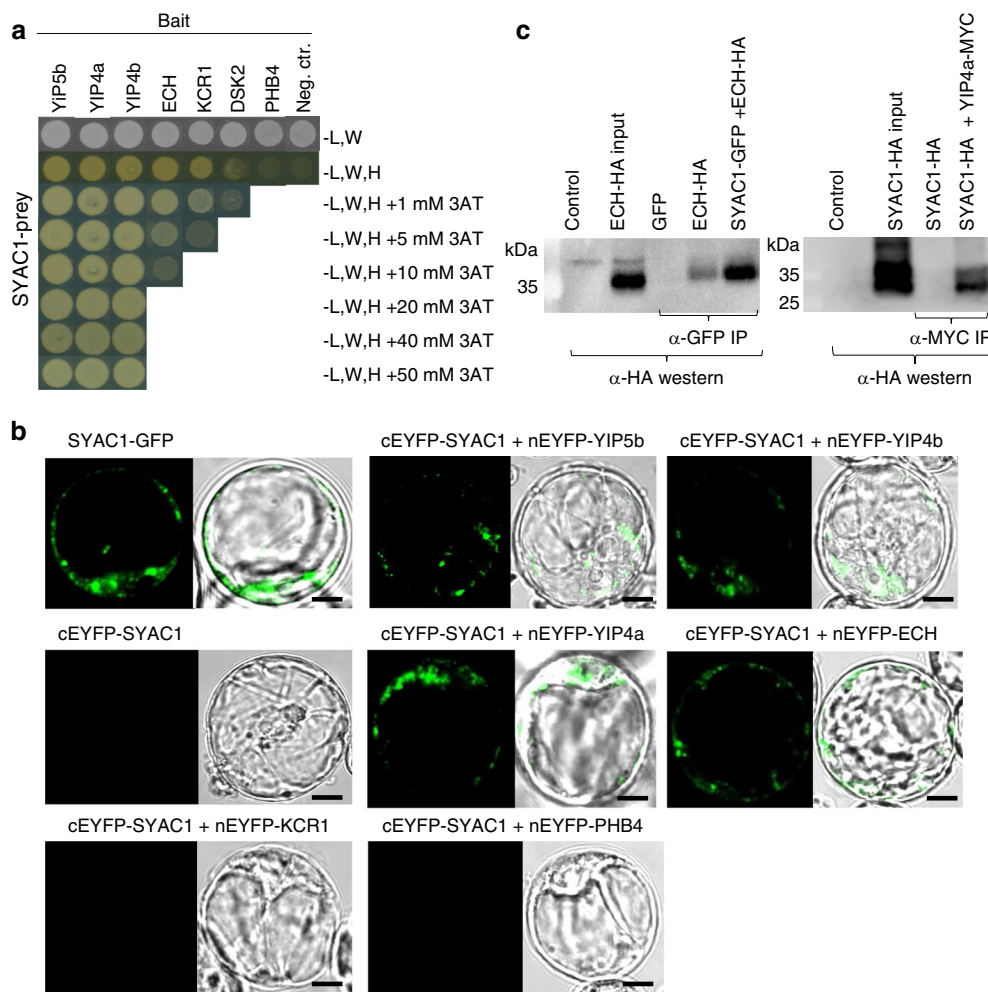 a
Bait
YiP5b
YIP4a
YIP4b
ECH
KCR1
DSK2
PHB4
Neg. ctr.
SYAC1-prey
-L,W
-L,W,H
-L,W,H +1 mM 3AT
-L,W,H +5 mM 3AT
-L,W,H +10 mM 3AT
-L,W,H +20 mM 3AT
-L,W,H +40 mM 3AT
-L,W,H +50 mM 3AT
c
Control
ECH-HA input
GFP
ECH-HA
SYAC1-GFP +ECH-HA
kDa
35
α-GFP IP
α-HA western
Control
SYAC1-HA input
SYAC1-HA
SYAC1-HA + YIP4a-MYC
kDa
35
25
α-MYC IP
α-HA western
b
SYAC1-GFP
cEYFP-SYAC1 + nEYFP-YIP5b
cEYFP-SYAC1 + nEYFP-YIP4b
cEYFP-SYAC1
cEYFP-SYAC1 + nEYFP-YIP4a
cEYFP-SYAC1 + nEYFP-ECH
cEYFP-SYAC1 + nEYFP-KCR1
cEYFP-SYAC1 + nEYFP-PHB4